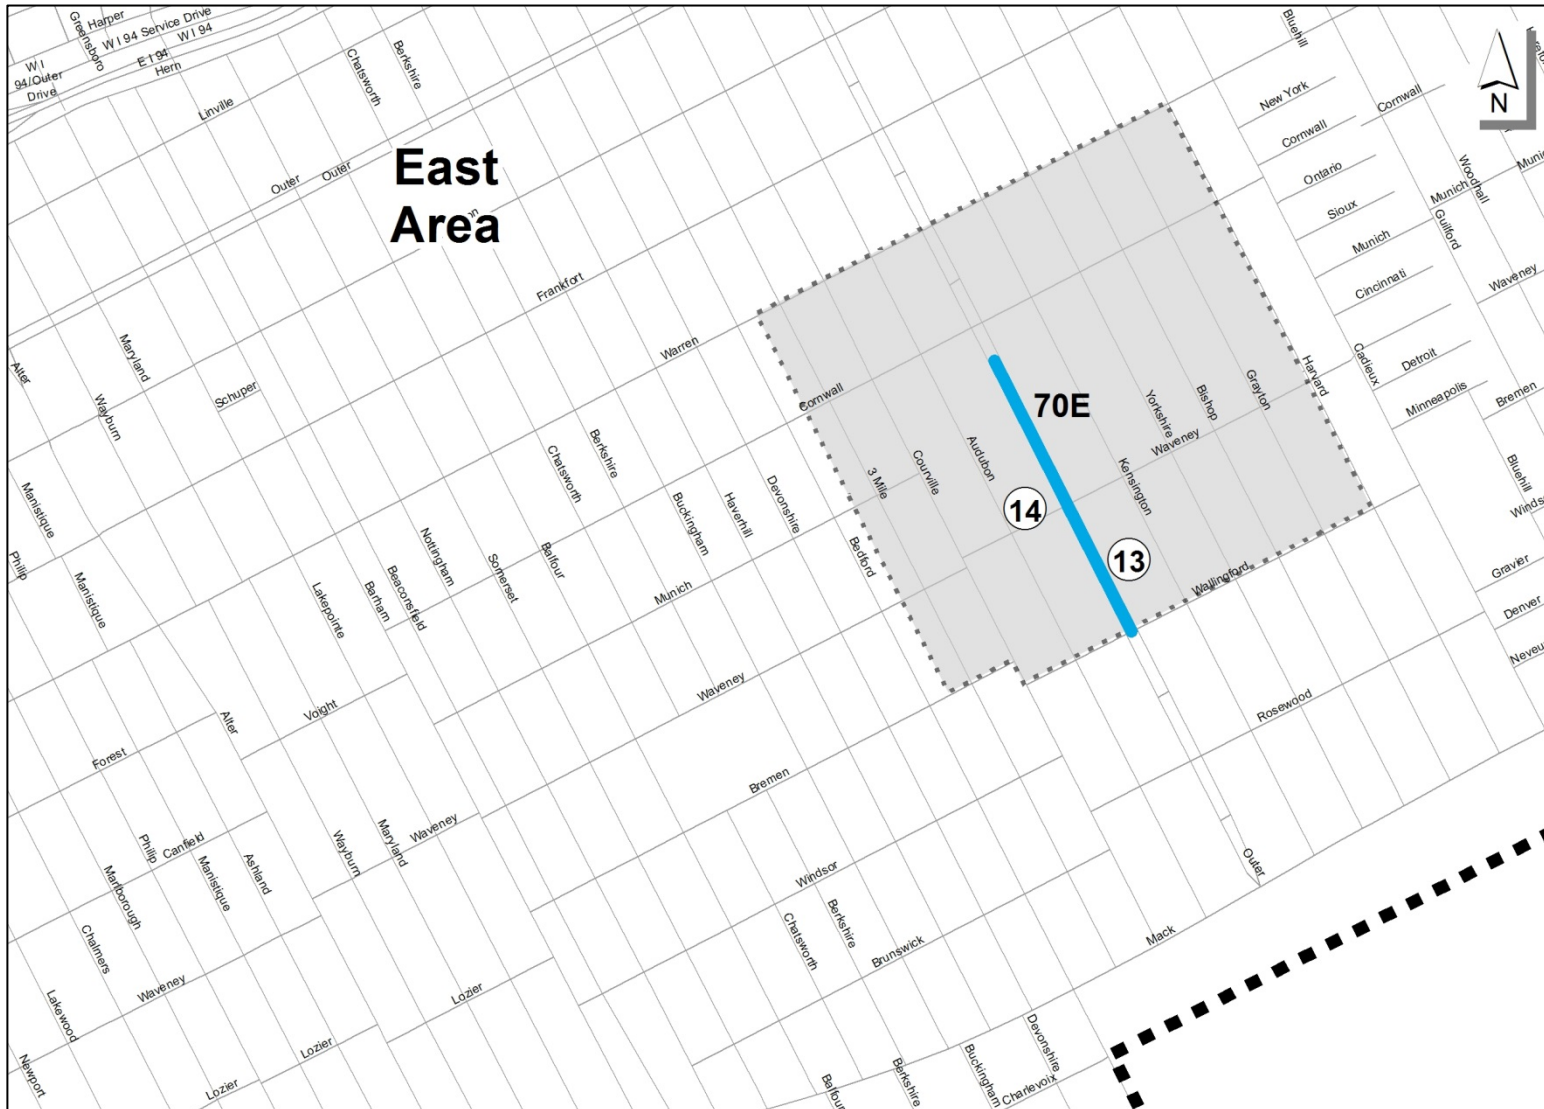 Harper
Greensboro
W I 94 Service Drive
W I 94
E I 94
Hern
W I
94/Outer
Drive
Linville
Chatsworth
Berkshire
Outer
Outer
East
Area
Frankfort
Bluehill
New York
Cornwall
Cornwall
Ontario
Sioux
Munich
Munich
Woodhall
Guilford
Cincinnati
Waveney
N
Alter
Maryland
Wayburn
Schuper
Warren
Cornwall
Harvard
Cadieux
Detroit
Minneapolis
Bremen
70E
Yorkshire
Bishop
Grayton
Waveney
Audubon
Courville
3 Mile
Kensington
14
13
Wallingford
Bedford
Chatsworth
Berkshire
Buckingham
Haverhill
Devonshire
Munich
Manistique
Philip
Manistique
Nottingham
Somerset
Balfour
Beaconsfield
Barham
Lakepointe
Bluehill
Gravier
Denver
Waveney
Rosewood
Voight
Alter
Forest
Bremen
Philip
Canfield
Marlborough
Manistique
Ashland
Wayburn
Maryland
Waveney
Windsor
Chatsworth
Berkshire
Brunswick
Outer
Mack
Chalmers
Waveney
Lakewood
Newport
Lozier
Lozier
Lozier
Balfour
Berkshire
Buckingham
Devonshire
Charlevoix